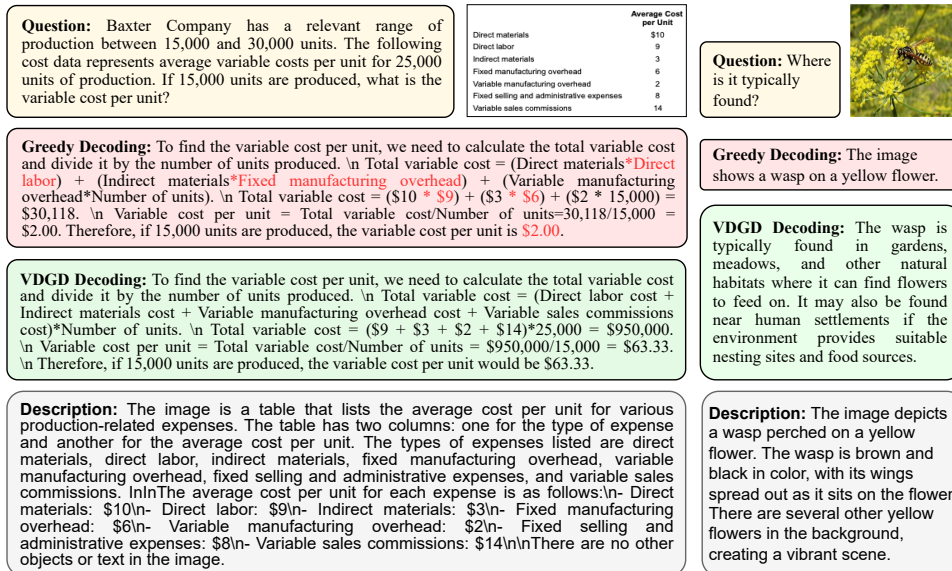 Question: Baxter Company has a relevant range of
production between 15,000 and 30,000 units. The following
cost data represents average variable costs per unit for 25,000
units of production. If 15,000 units are produced, what is the
variable cost per unit?
Average Cost
per Unit
Direct materials $10
Direct labor 9
Indirect materials 3
Fixed manufacturing overhead 6
Variable manufacturing overhead 2
Fixed selling and administrative expenses 8
Variable sales commissions 14
Question: Where
is it typically
found?
Greedy Decoding: To find the variable cost per unit, we need to calculate the total variable cost
and divide it by the number of units produced. \n Total variable cost = (Direct materials*Direct
labor) + (Indirect materials*Fixed manufacturing overhead) + (Variable manufacturing
overhead*Number of units). \n Total variable cost = ($10 * $9) + ($3 * $6) + ($2 * 15,000) =
$30,118. \n Variable cost per unit = Total variable cost/Number of units=30,118/15,000 =
$2.00. Therefore, if 15,000 units are produced, the variable cost per unit is $2.00.
Greedy Decoding: The image
shows a wasp on a yellow flower.
VDGD Decoding: To find the variable cost per unit, we need to calculate the total variable cost
and divide it by the number of units produced. \n Total variable cost = (Direct labor cost +
Indirect materials cost + Variable manufacturing overhead cost + Variable sales commissions
cost)*Number of units. \n Total variable cost = ($9 + $3 + $2 + $14)*25,000 = $950,000.
\n Variable cost per unit = Total variable cost/Number of units = $950,000/15,000 = $63.33.
\n Therefore, if 15,000 units are produced, the variable cost per unit would be $63.33.
VDGD Decoding: The wasp is
typically found in gardens,
meadows, and other natural
habitats where it can find flowers
to feed on. It may also be found
near human settlements if the
environment provides suitable
nesting sites and food sources.
Description: The image is a table that lists the average cost per unit for various
production-related expenses. The table has two columns: one for the type of expense
and another for the average cost per unit. The types of expenses listed are direct
materials, direct labor, indirect materials, fixed manufacturing overhead, variable
manufacturing overhead, fixed selling and administrative expenses, and variable sales
commissions. InInThe average cost per unit for each expense is as follows:\n- Direct
materials: $10\n- Direct labor: $9\n- Indirect materials: $3\n- Fixed manufacturing
overhead: $6\n- Variable manufacturing overhead: $2\n- Fixed selling and
administrative expenses: $8\n- Variable sales commissions: $14\n\nThere are no other
objects or text in the image.
Description: The image depicts
a wasp perched on a yellow
flower. The wasp is brown and
black in color, with its wings
spread out as it sits on the flower
There are several other yellow
flowers in the background,
creating a vibrant scene.